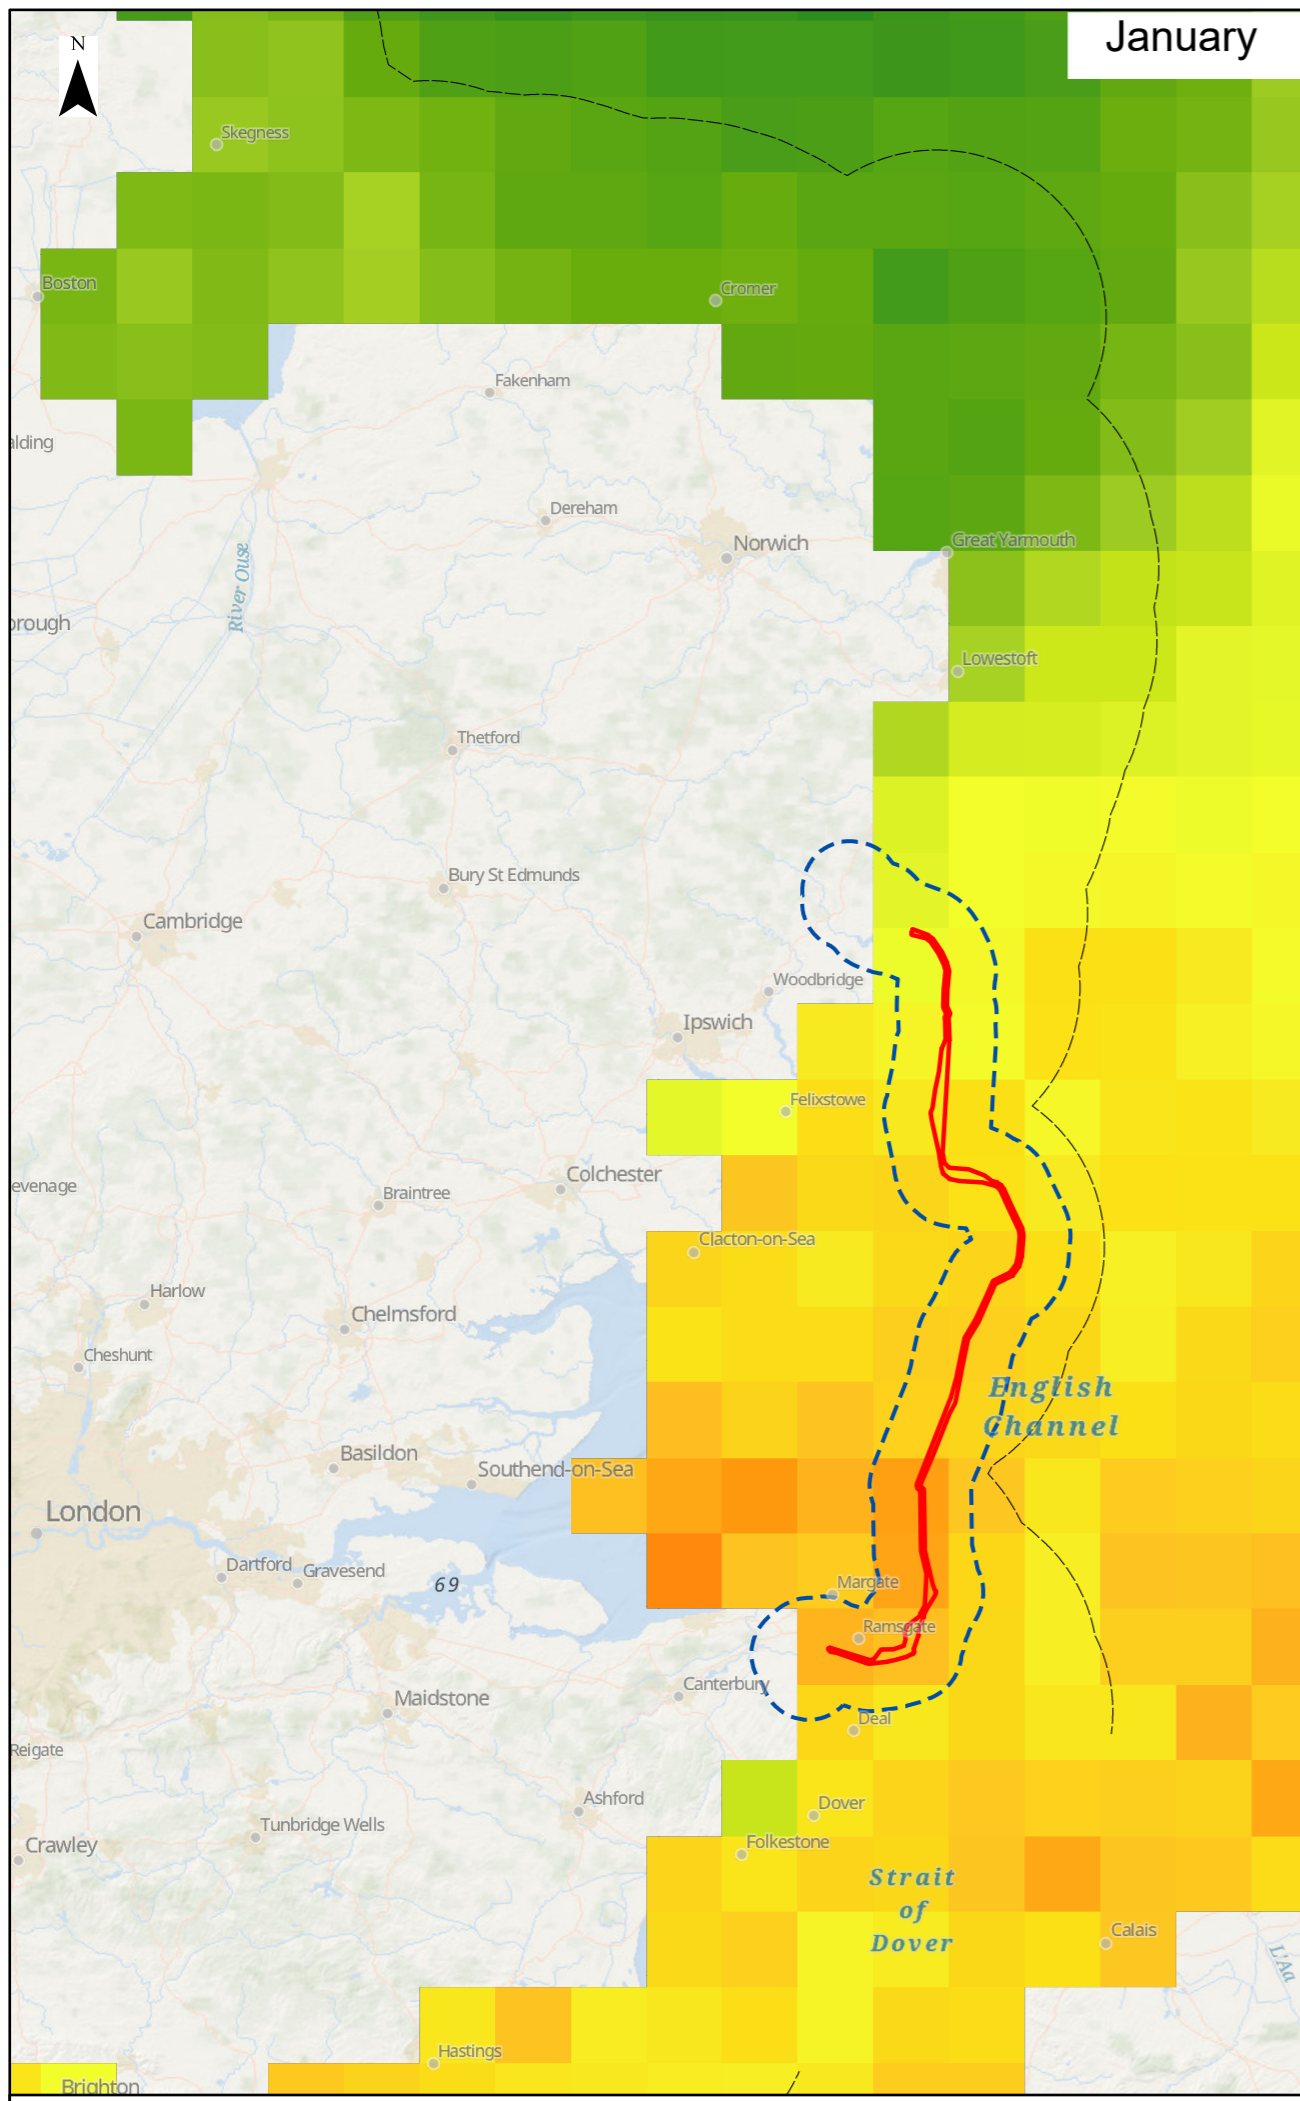 January
N
Skegness
Boston
Cromer
Fakenham
alding
Dereham
Norwich
Great Yarmouth
River Ouse
orough
Lowestoft
Thetford
Bury St Edmunds
Cambridge
Woodbridge
Ipswich
Felixstowe
Colchester
evenage
Braintree
Clacton-on-Sea
Harlow
Chelmsford
Cheshunt
English
Channel
Basildon
Southend-on-Sea
London
Dartford
Gravesend
69
Margate
Ramsgate
Canterbury
Maidstone
Deal
Reigate
Ashford
Dover
Tunbridge Wells
Crawley
Folkestone
Strait
of
Dover
Calais
L'Aa
Hastings
Brighton